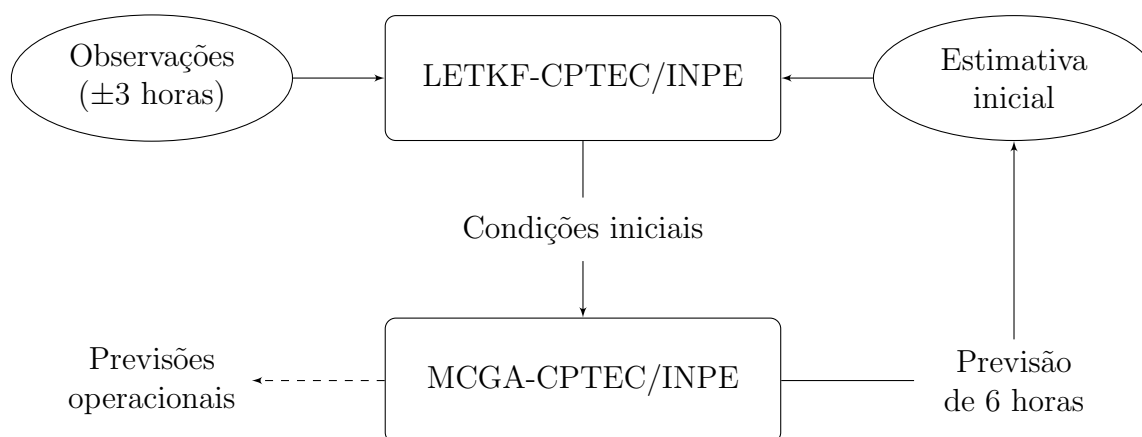 Observações
(±3 horas)
LETKF-CPTEC/INPE
Estimativa
inicial
Condições iniciais
Previsões
operacionais
MCGA-CPTEC/INPE
Previsão
de 6 horas